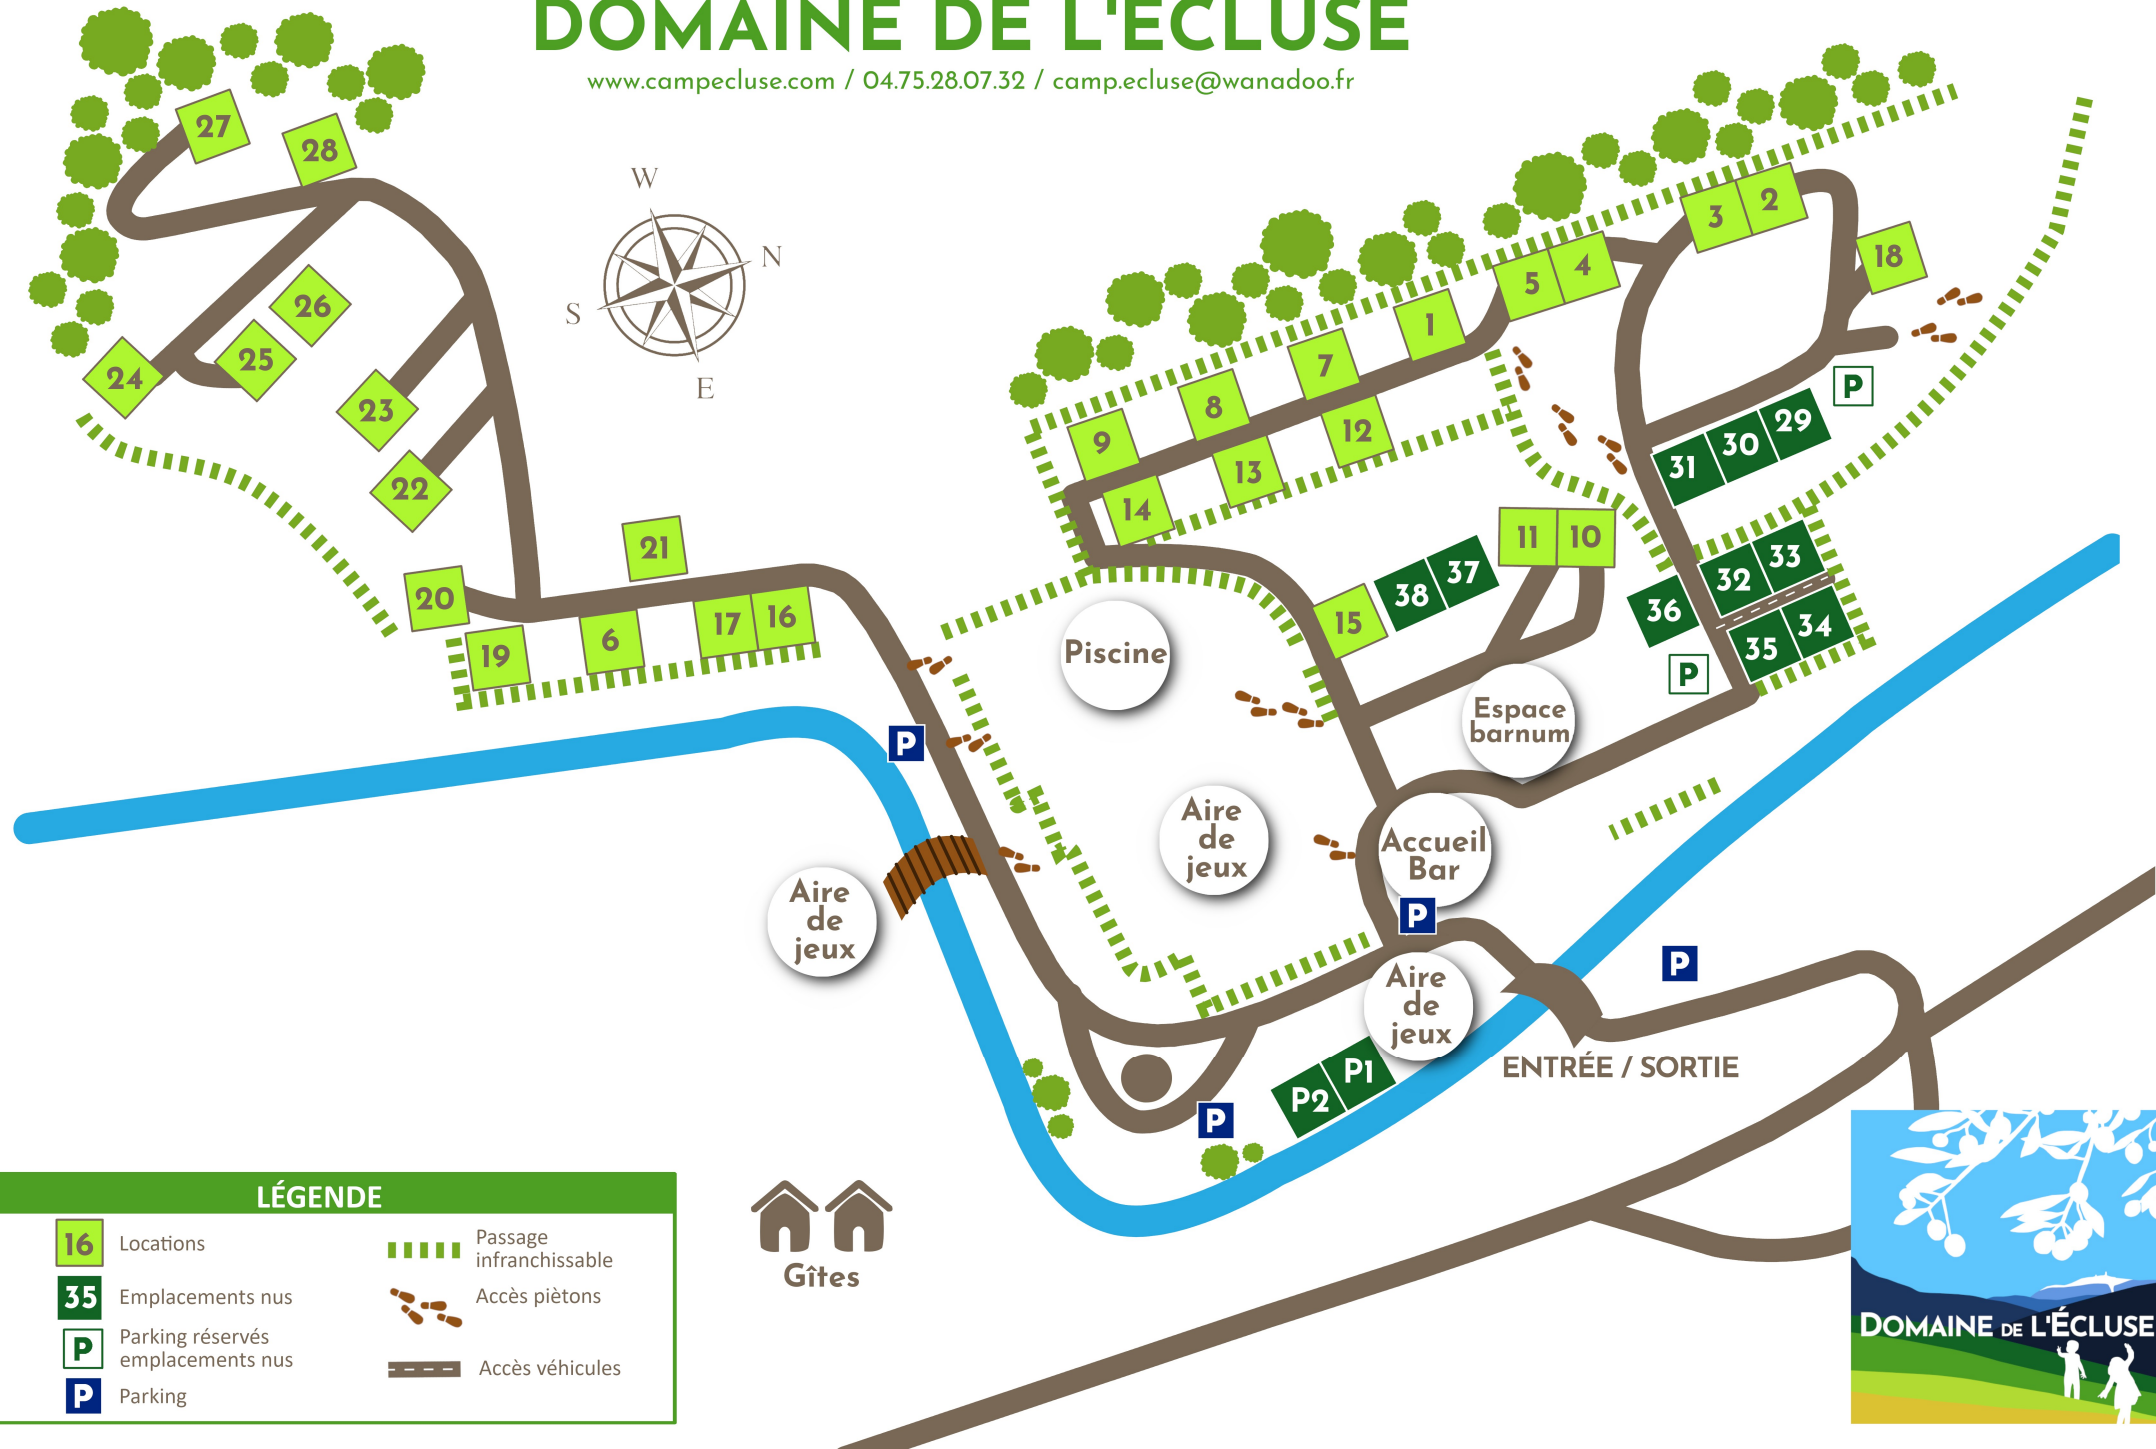 DOMAINE DE L'ECLUSE
www.campecluse.com / 04.75.28.07.32 / camp.ecluse@wanadoo.fr
27
28
W
N
S
E
26
25
24
23
22
21
20
19
6
17
16
3
2
18
5
4
1
7
8
9
12
13
14
P
29
30
31
11
10
37
38
15
33
32
36
34
35
P
Piscine
Espace
barnum
P
Aire
de
jeux
Accueil
Bar
P
Aire
de
jeux
P
Aire
de
jeux
ENTRÉE / SORTIE
P1
P2
P
Gîtes
LÉGENDE
16 Locations
35 Emplacements nus
P Parking réservés
emplacements nus
P Parking
Passage
infranchissable
Accès piètons
Accès véhicules
DOMAINE DE L'ÉCLUSE